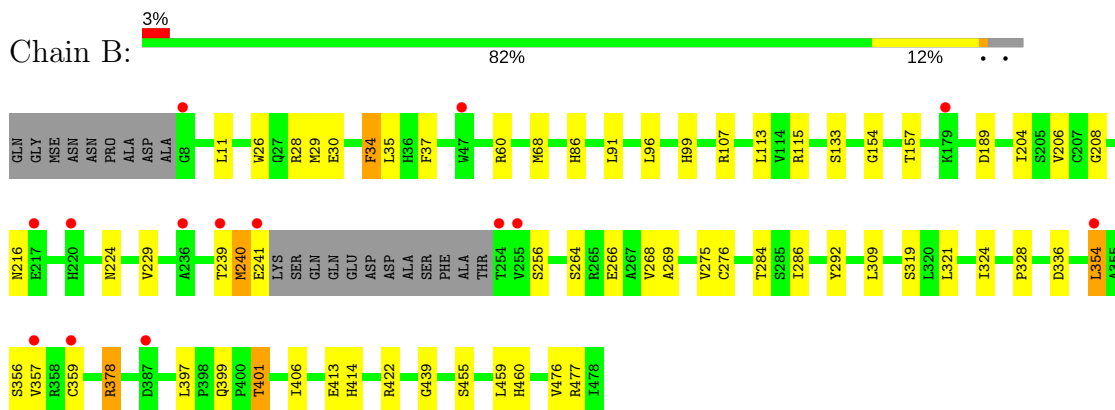 3%
Chain B:
82%
12%
GLN GLY MSE ASN ASN PRO ALA ASP ALA G8 L11 W26 Q27 R28 M29 E30 F34 L35 H36 F37 W47 R60 M68 H86 L91 L96 H99 R107 L113 V114 R115 S133 G154 T157 K179 D189 I204 S205 V206 C207 G208
N216 E217 H220 N224 V229 A236 T239 M240 E241 LYS SER GLN GLN GLU ASP ASP ALA SER PHE ALA THR T254 V255 S256 S264 R265 E266 A267 V268 A269 V275 C276 T284 S285 I286 Y292 L309 S319 L320 L321 I324 P328 D336 L354 A355
S356 V357 R358 C359 R378 D387 L397 P398 Q399 P400 T401 I406 E413 H414 R422 G439 S455 L459 H460 V476 R477 I478